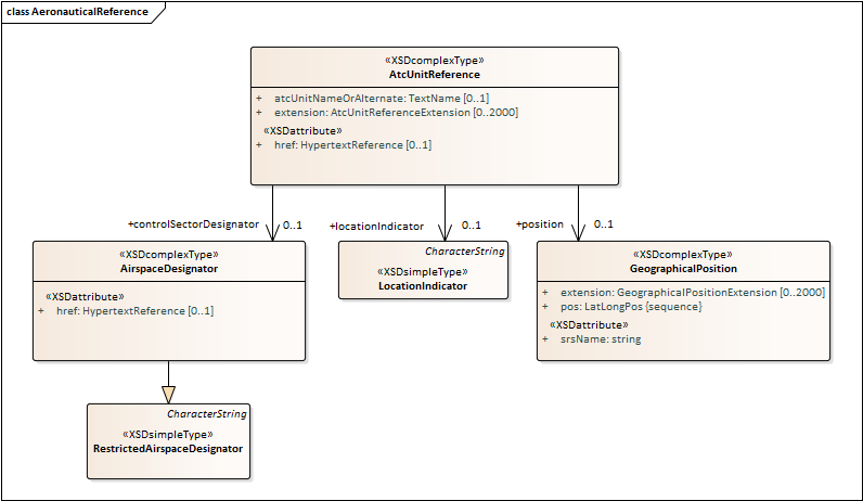 class AeronauticalReference
«XSDcomplexType»
AtcUnitReference
+ atcUnitNameOrAlternate: TextName [0..1]
+ extension: AtcUnitReferenceExtension [0..2000]
«XSDattribute»
+ href: HypertextReference [0..1]
+controlSectorDesignator 0..1
+locationIndicator 0..1
+position 0..1
«XSDcomplexType»
AirspaceDesignator
«XSDattribute»
+ href: HypertextReference [0..1]
CharacterString
«XSDsimpleType»
LocationIndicator
«XSDcomplexType»
GeographicalPosition
+ extension: GeographicalPositionExtension [0..2000]
+ pos: LatLongPos {sequence}
«XSDattribute»
+ srsName: string
CharacterString
«XSDsimpleType»
RestrictedAirspaceDesignator